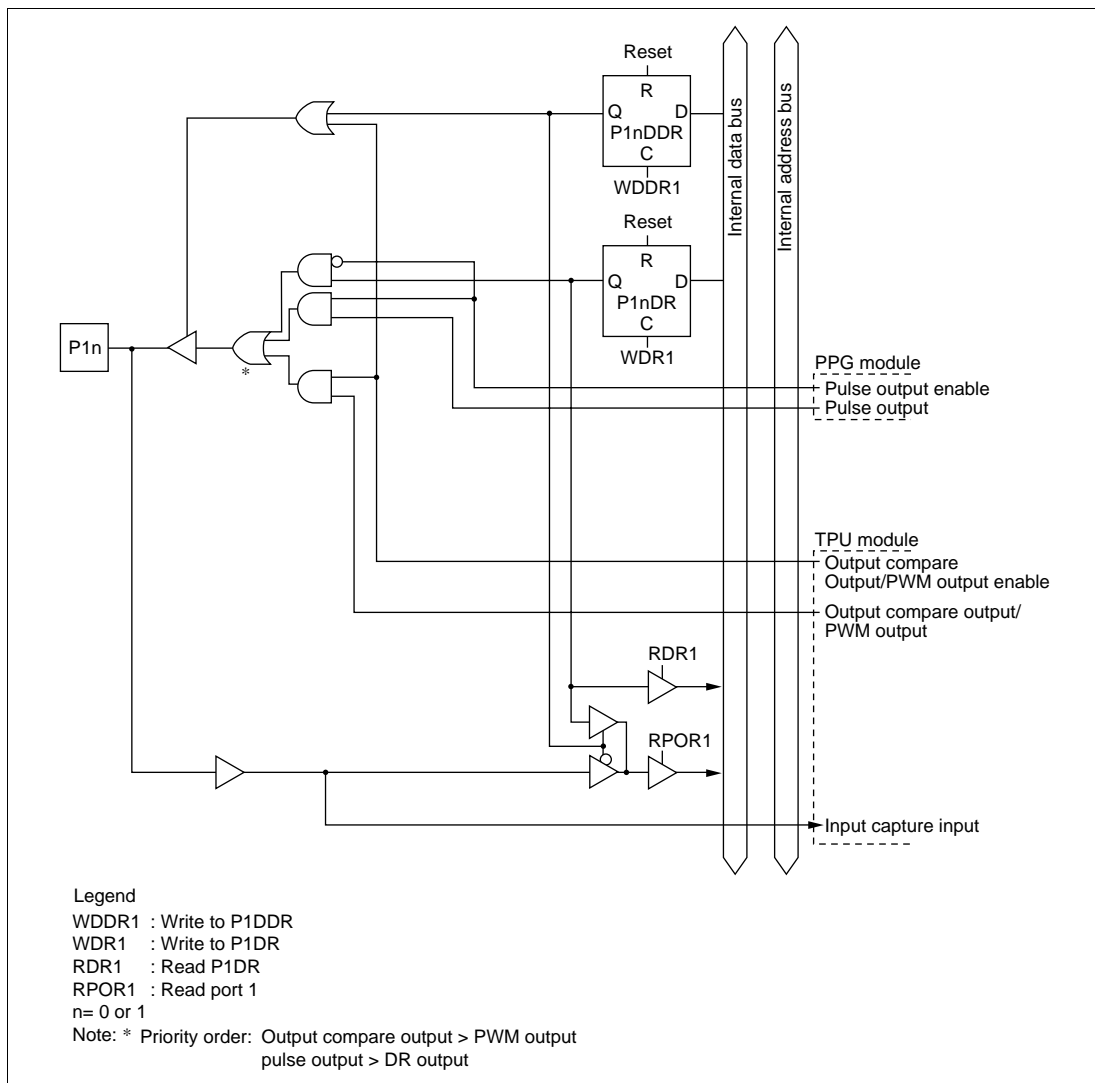 Reset
R
Q D
P1nDDR
C
WDDR1
Reset
R
Q D
P1nDR
C
WDR1
Internal data bus
Internal address bus
P1n
*
PPG module
Pulse output enable
Pulse output
TPU module
Output compare
Output/PWM output enable
Output compare output/
PWM output
RDR1
RPOR1
Input capture input
Legend
WDDR1 : Write to P1DDR
WDR1 : Write to P1DR
RDR1 : Read P1DR
RPOR1 : Read port 1
n= 0 or 1
Note: * Priority order: Output compare output > PWM output
pulse output > DR output